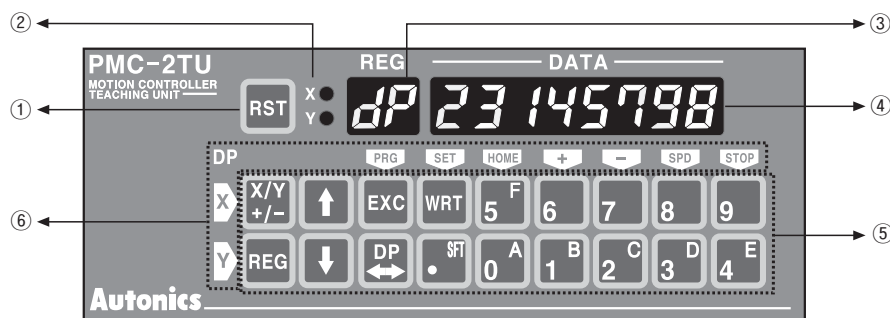 ② ③
PMC-2TU REG DATA
MOTION CONTROLLER
TEACHING UNIT
① RST X dP 23145798 ④
Y
DP PRG SET HOME + - SPD STOP
⑥ X X/Y +/- ↑ EXC WRT 5 F 6 7 8 9 ⑤
Y REG ↓ DP ↔ • SFT 0 A 1 B 2 C 3 D 4 E
Autonics